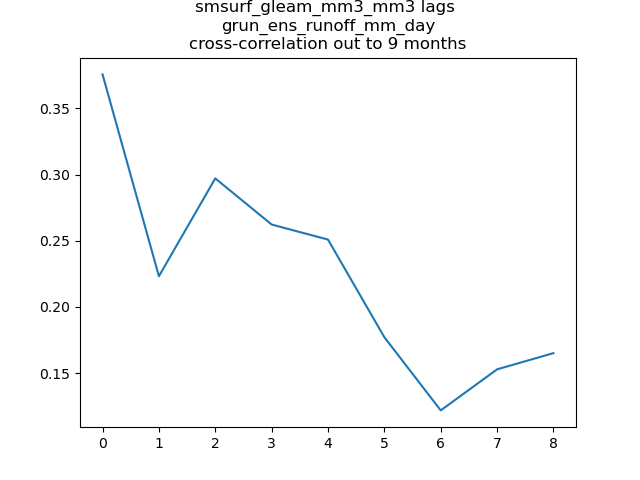 smsurf_gleam_mm3_mm3 lags
grun_ens_runoff_mm_day
cross-correlation out to 9 months
0.35
0.30
0.25
0.20
0.15
0 1 2 3 4 5 6 7 8